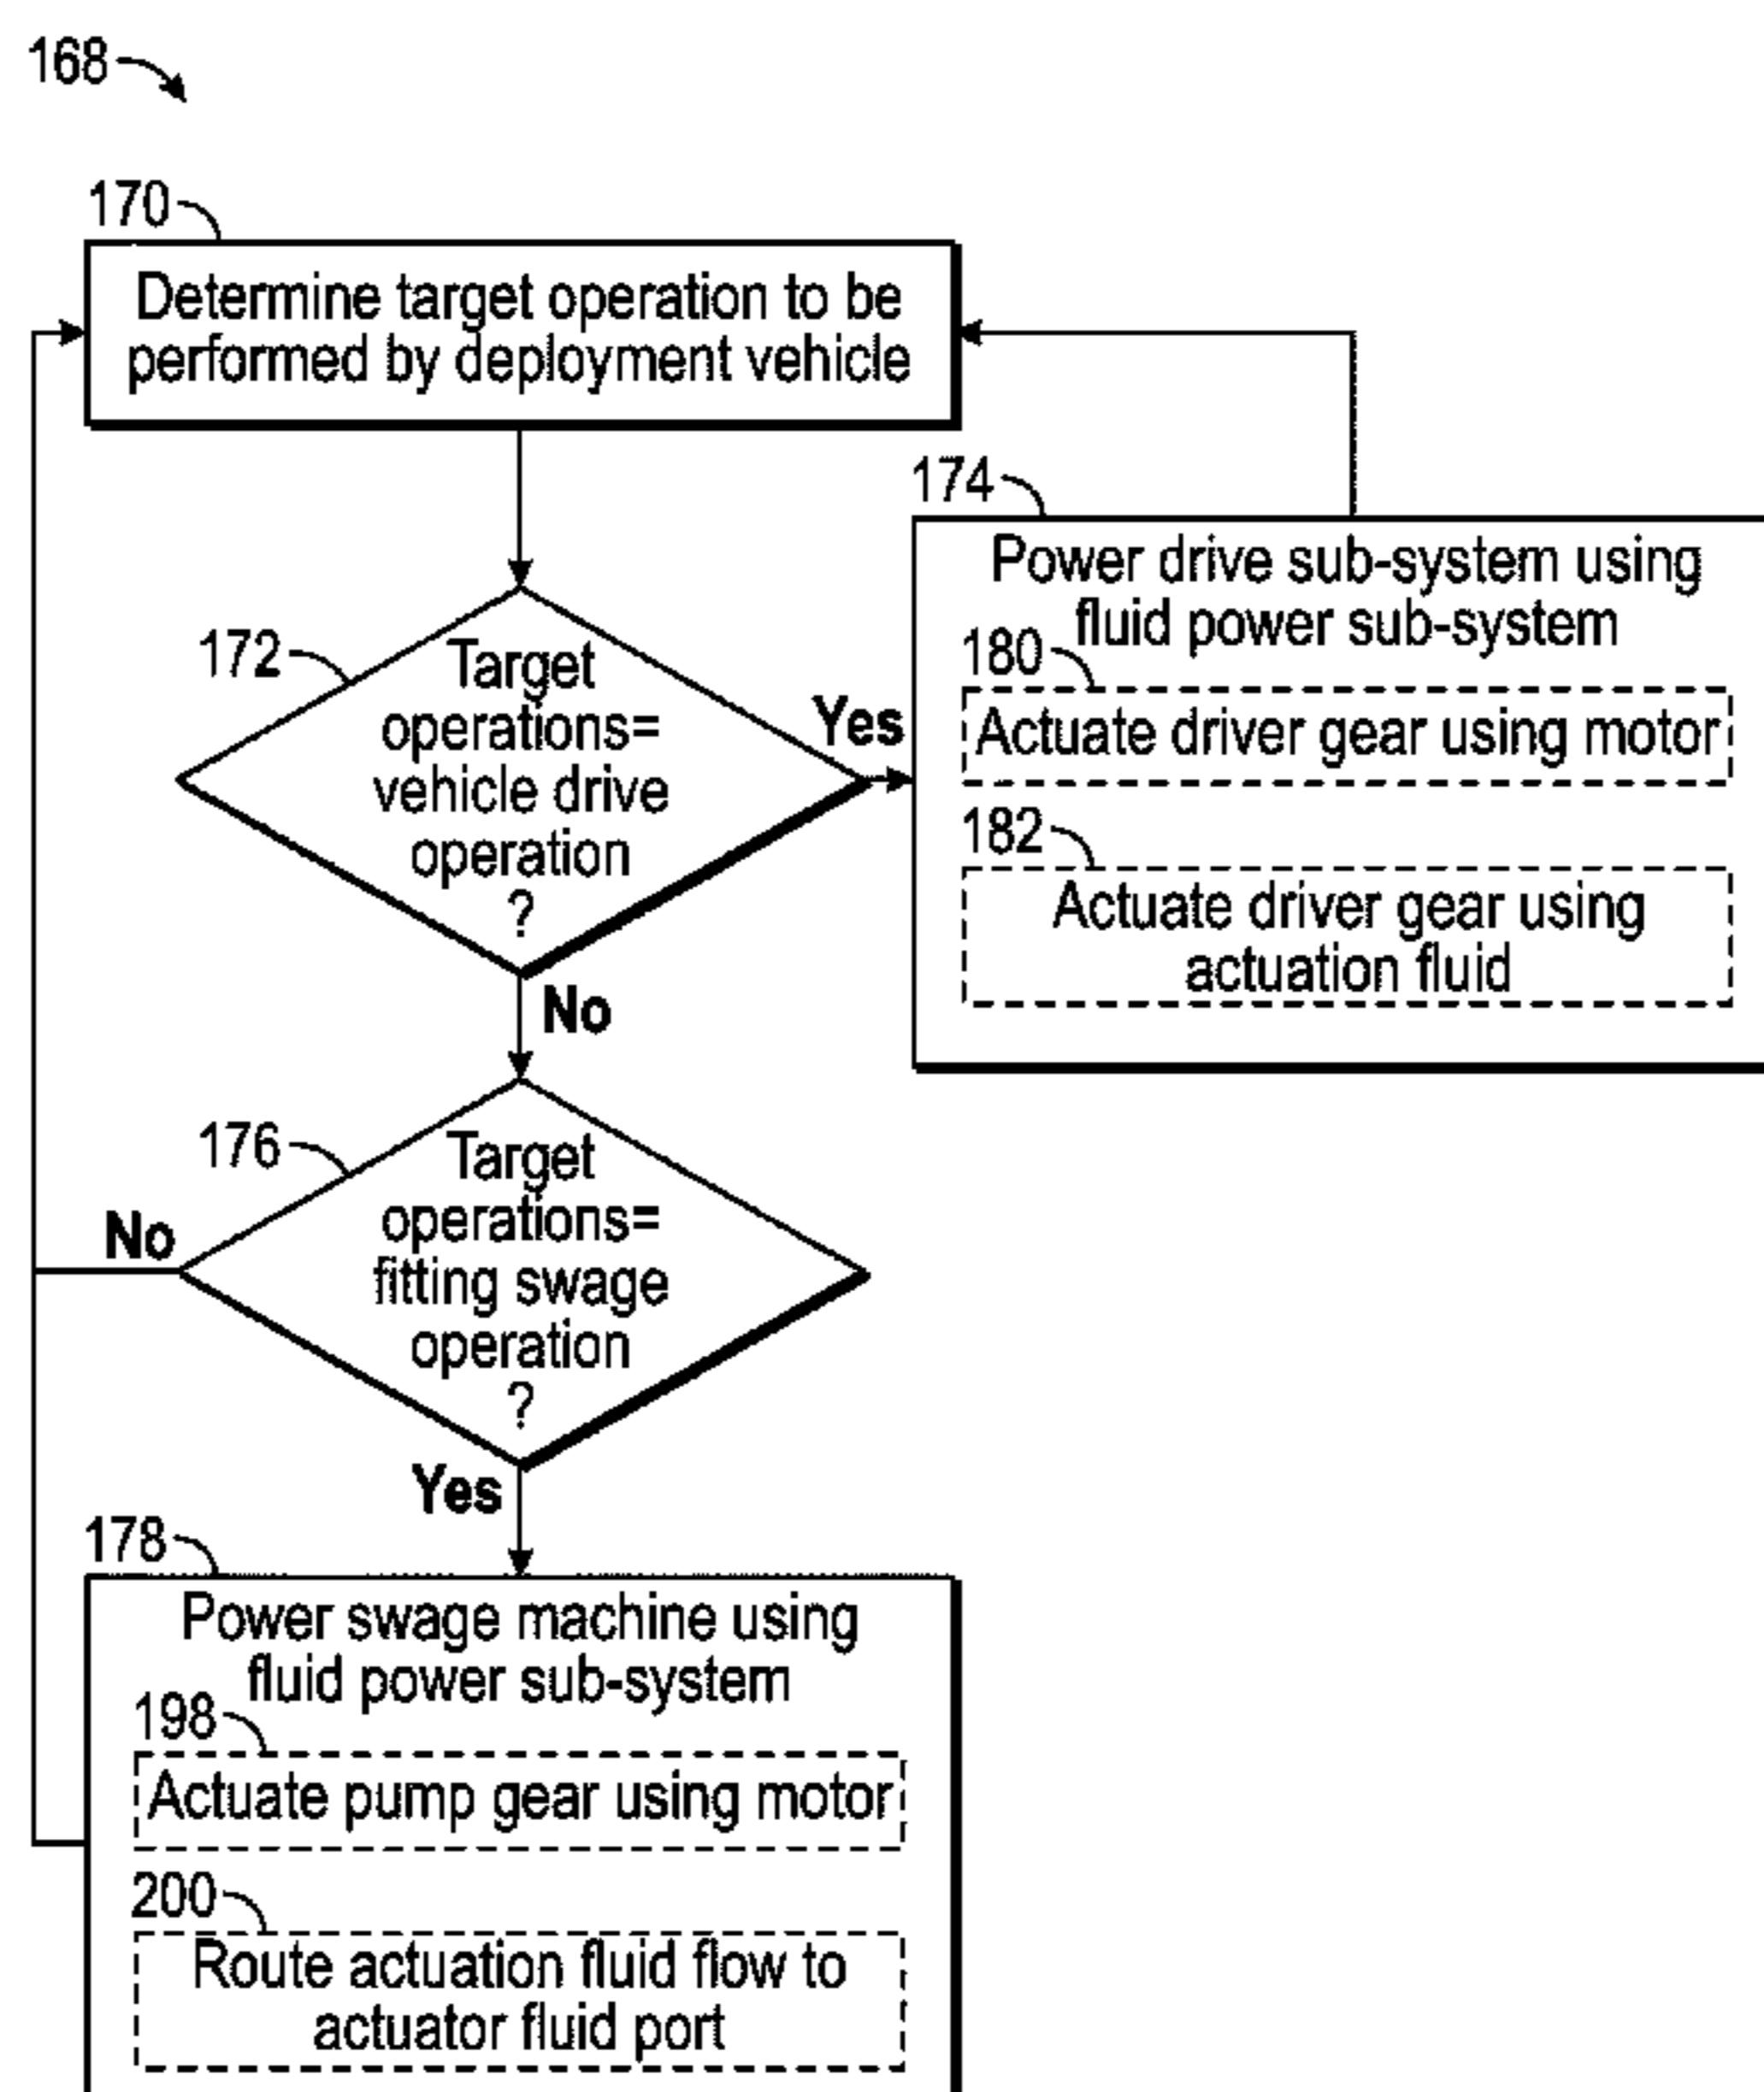 168
170
Determine target operation to be
performed by deployment vehicle
174
Power drive sub-system using
fluid power sub-system
180
Actuate driver gear using motor
182
Actuate driver gear using
actuation fluid
172
Target
operations=
vehicle drive
operation
?
Yes
No
176
Target
operations=
fitting swage
operation
?
No
Yes
178
Power swage machine using
fluid power sub-system
198
Actuate pump gear using motor
200
Route actuation fluid flow to
actuator fluid port